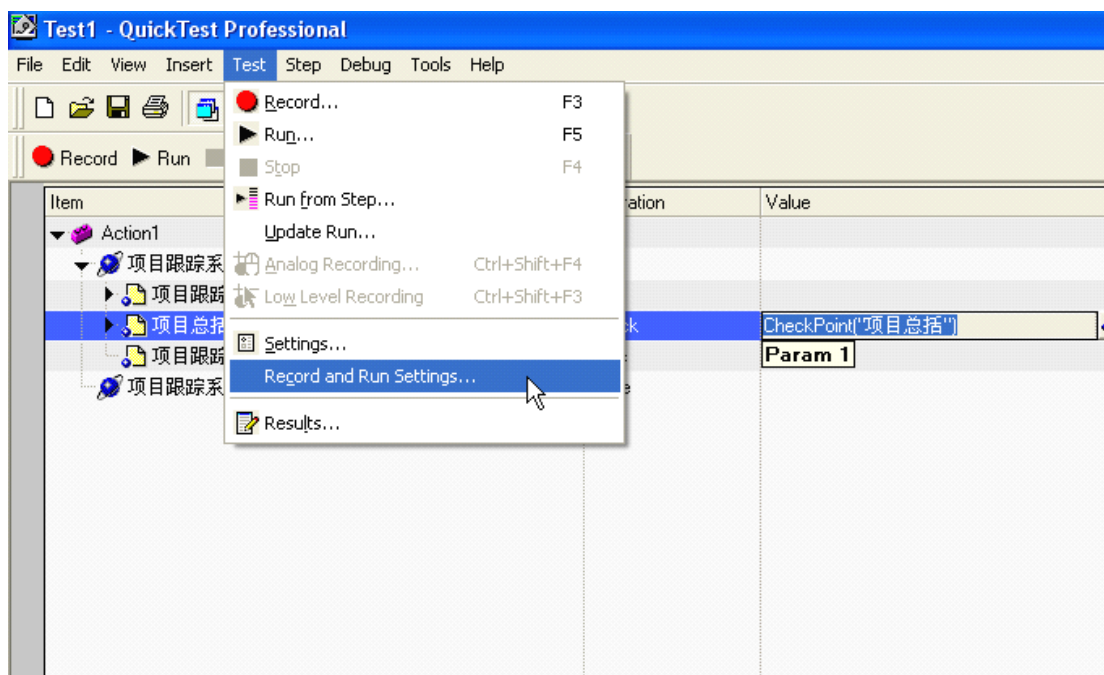 Test1 - QuickTest Professional
File Edit View Insert Test Step Debug Tools Help
Record... F3
Run... F5
Stop F4
Run from Step...
Update Run...
Analog Recording... Ctrl+Shift+F4
Low Level Recording Ctrl+Shift+F3
Settings...
Record and Run Settings...
Results...
Record Run
Item ation Value
Action1
项目跟踪系
项目跟踪
项目总括 k CheckPoint("项目总括")
项目跟踪 Param 1
项目跟踪系 e